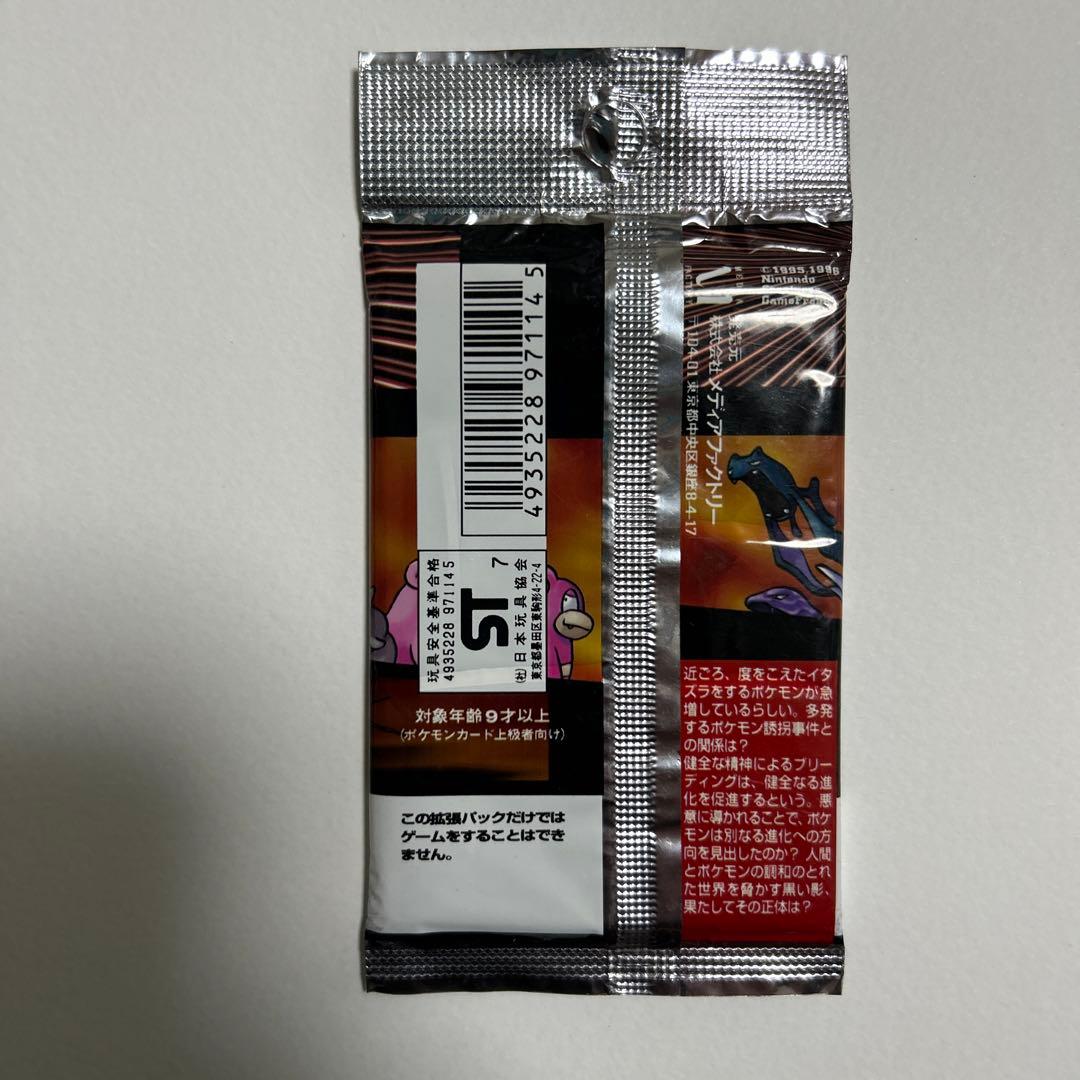 4935228 971145
玩具安全基準合格
4935228 971145
ST
7
(社)日本玩具協会
東京都墨田区東駒形4-22-4
対象年齢9才以上
(ポケモンカード上級者向け)
この拡張パックだけでは
ゲームをすることはでき
ません。
©1995,1996
Nintendo
GameFreak
株式会社メディアファクトリー
〒104-01東京都中央区銀座8-4-17
近ごろ、度をこえたイタ
ズラをするポケモンが急
増しているらしい。多発
するポケモン誘拐事件と
の関係は?
健全な精神によるブリー
ディングは、健全なる進
化を促進するという。悪
意に導かれることで、ポケ
モンは別なる進化への方
向を見出したのか? 人間
とポケモンの調和のとれ
た世界を脅かす黒い影、
果たしてその正体は?